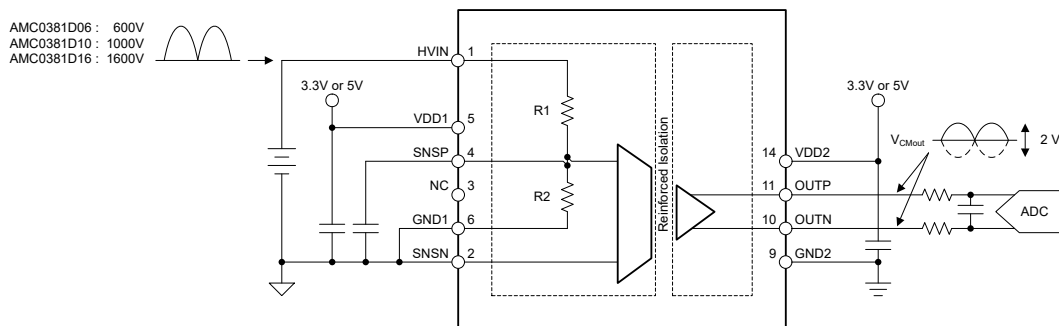 AMC0381D06 : 600V
AMC0381D10 : 1000V
AMC0381D16 : 1600V
HVIN 1
3.3V or 5V
VDD1 5
SNSP 4
NC 3
GND1 6
SNSN 2
R1
R2
Reinforced Isolation
3.3V or 5V
14 VDD2
11 OUTP
10 OUTN
9 GND2
VCMout
2 V
ADC